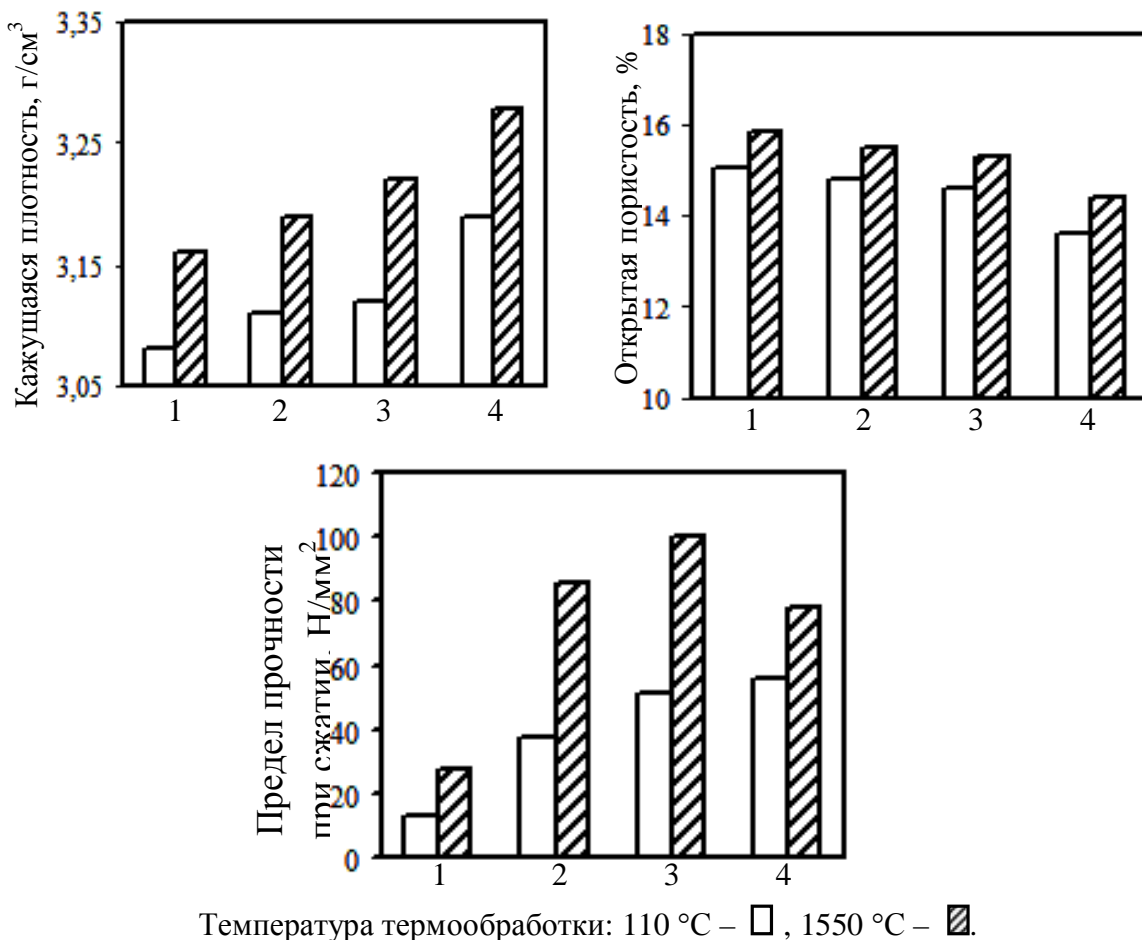 Кажущаяся плотность, г/см³
3,35
3,25
3,15
3,05
1 2 3 4
Открытая пористость, %
18
16
14
12
10
1 2 3 4
Предел прочности
при сжатии, Н/мм²
120
100
80
60
40
20
0
1 2 3 4
Температура термообработки: 110 °С – , 1550 °С – .